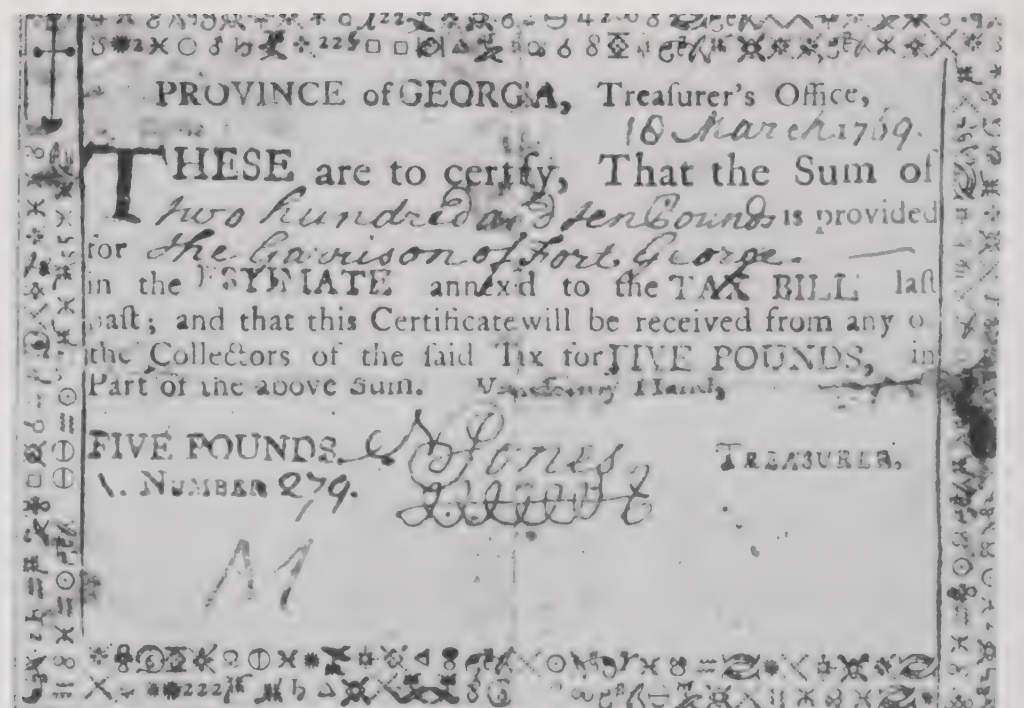 PROVINCE of GEORGIA, Treaſurer's Office,
18 March 1769.
THESE are to certify, That the Sum of
two hundred and ten Pounds is provided
for the Garrison of Fort George.
in the ESTIMATE annex'd to the TAX BILL laſt
paſt; and that this Certificate will be received from any o
the Collectors of the ſaid Tax for FIVE POUNDS, in
Part of the above Sum. Hand,
FIVE POUNDS. N Jones, TREASURER.
NUMBER 279.
M